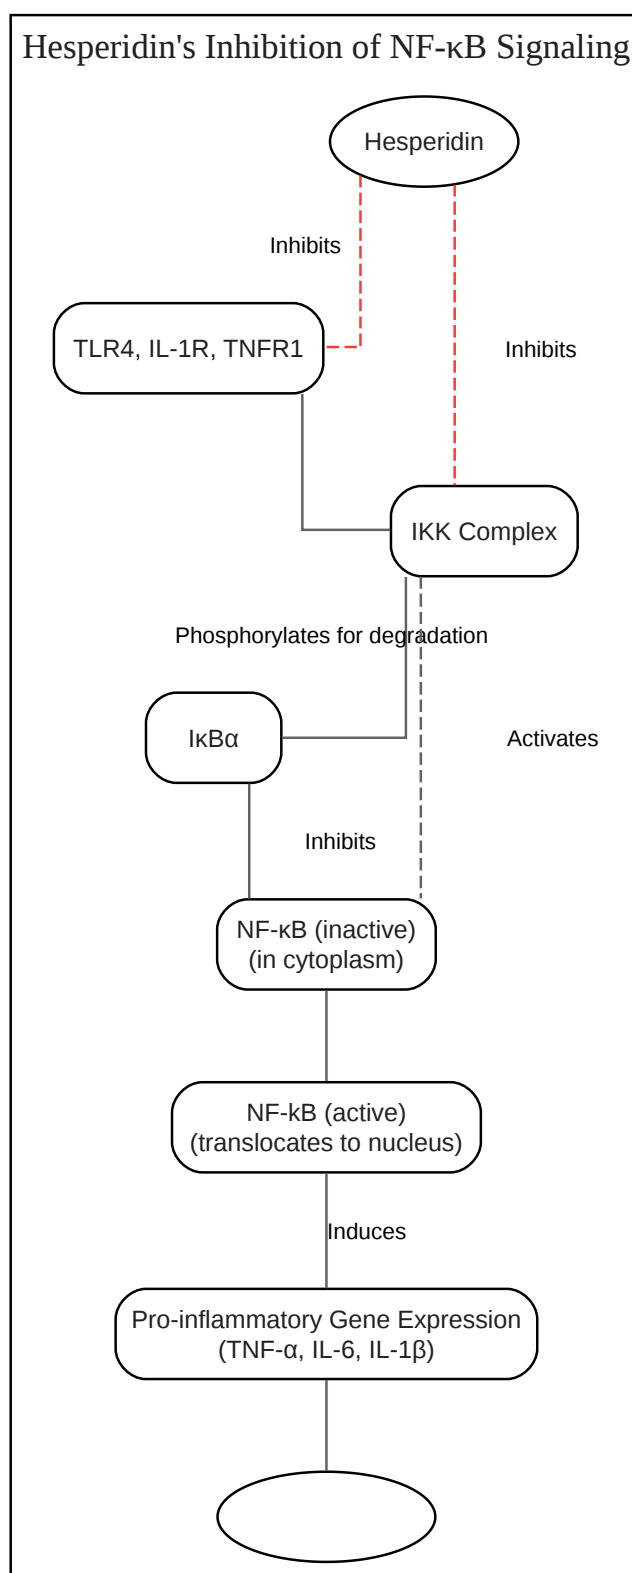 Hesperidin's Inhibition of NF-κB Signaling
Hesperidin
Inhibits
TLR4, IL-1R, TNFR1
Inhibits
IKK Complex
Phosphorylates for degradation
IκBα
Activates
Inhibits
NF-κB (inactive)
(in cytoplasm)
NF-kB (active)
(translocates to nucleus)
Induces
Pro-inflammatory Gene Expression
(TNF-α, IL-6, IL-1β)